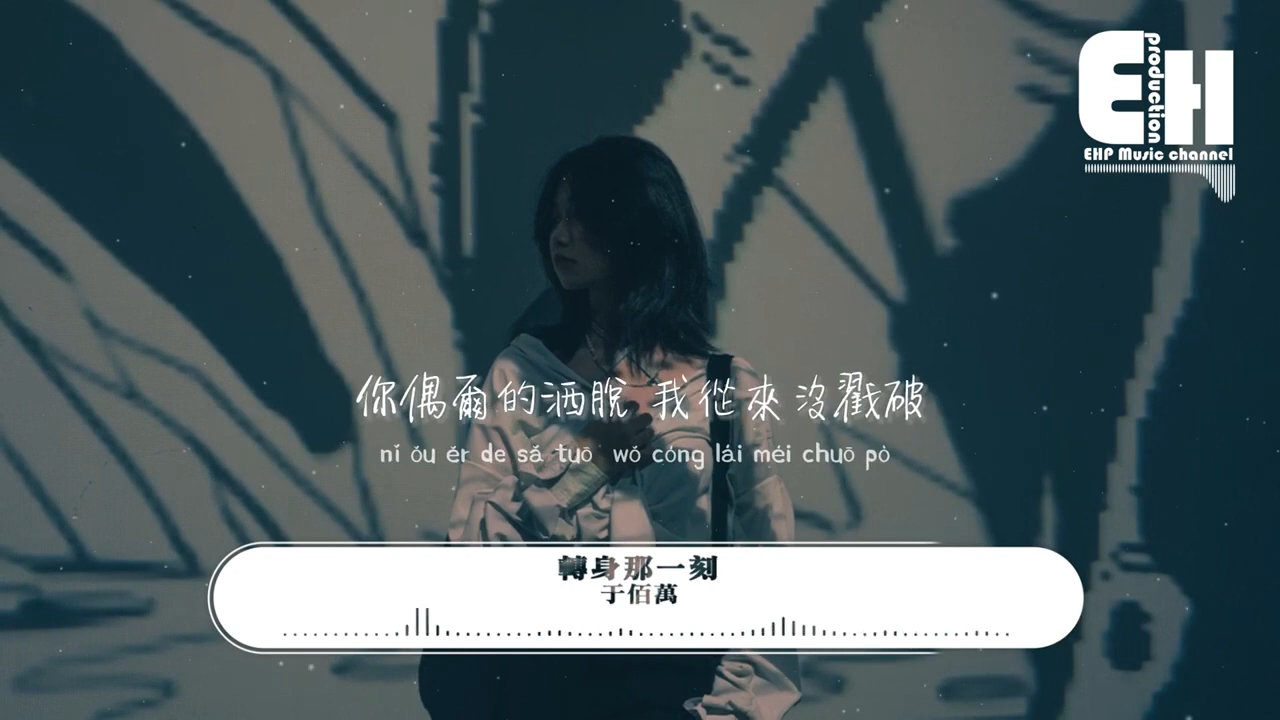 EH
production
EHP Music channel
你偶爾的洒脫 我從來沒戳破
nǐ ǒu ěr de sǎ tuō wǒ cóng lái méi chuō pò
轉身那一刻
于佰萬